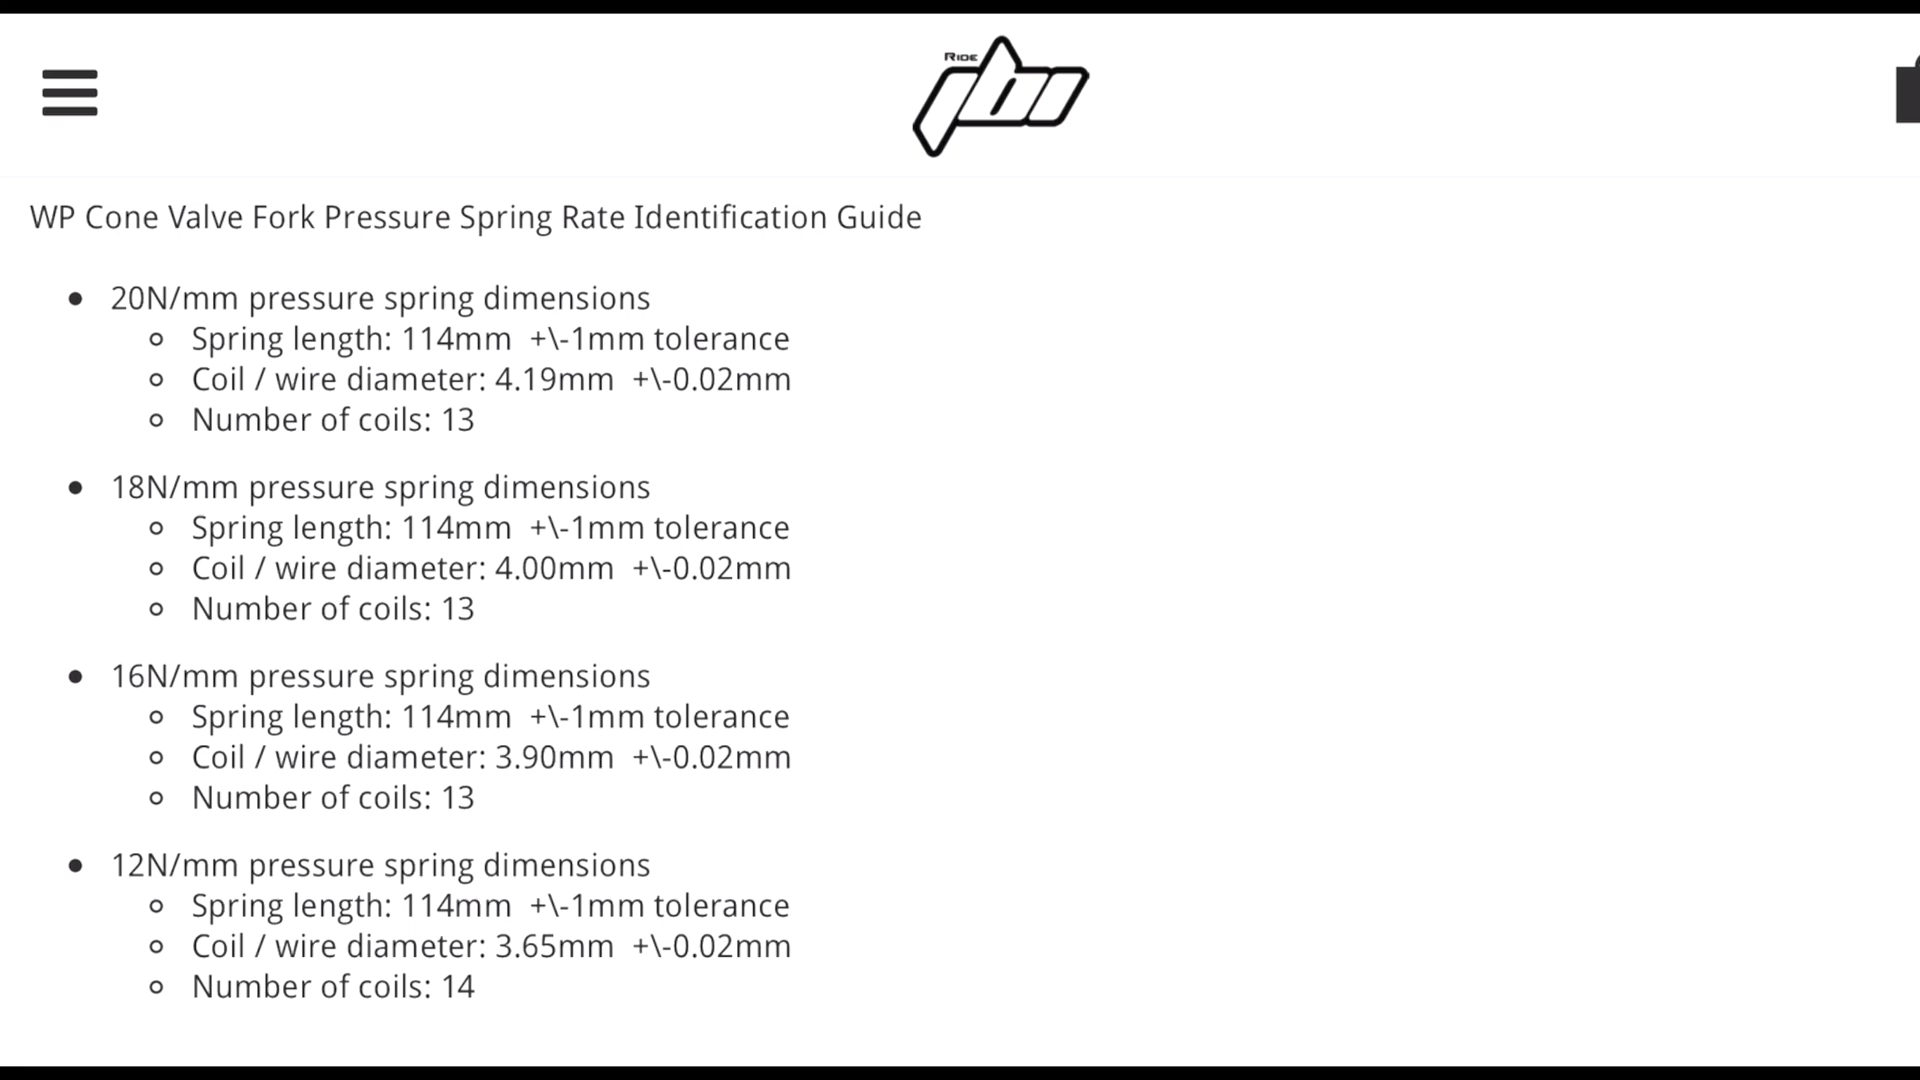 RIDE
jbi
WP Cone Valve Fork Pressure Spring Rate Identification Guide
20N/mm pressure spring dimensions
Spring length: 114mm  +\-1mm tolerance
Coil / wire diameter: 4.19mm  +\-0.02mm
Number of coils: 13
18N/mm pressure spring dimensions
Spring length: 114mm  +\-1mm tolerance
Coil / wire diameter: 4.00mm  +\-0.02mm
Number of coils: 13
16N/mm pressure spring dimensions
Spring length: 114mm  +\-1mm tolerance
Coil / wire diameter: 3.90mm  +\-0.02mm
Number of coils: 13
12N/mm pressure spring dimensions
Spring length: 114mm  +\-1mm tolerance
Coil / wire diameter: 3.65mm  +\-0.02mm
Number of coils: 14